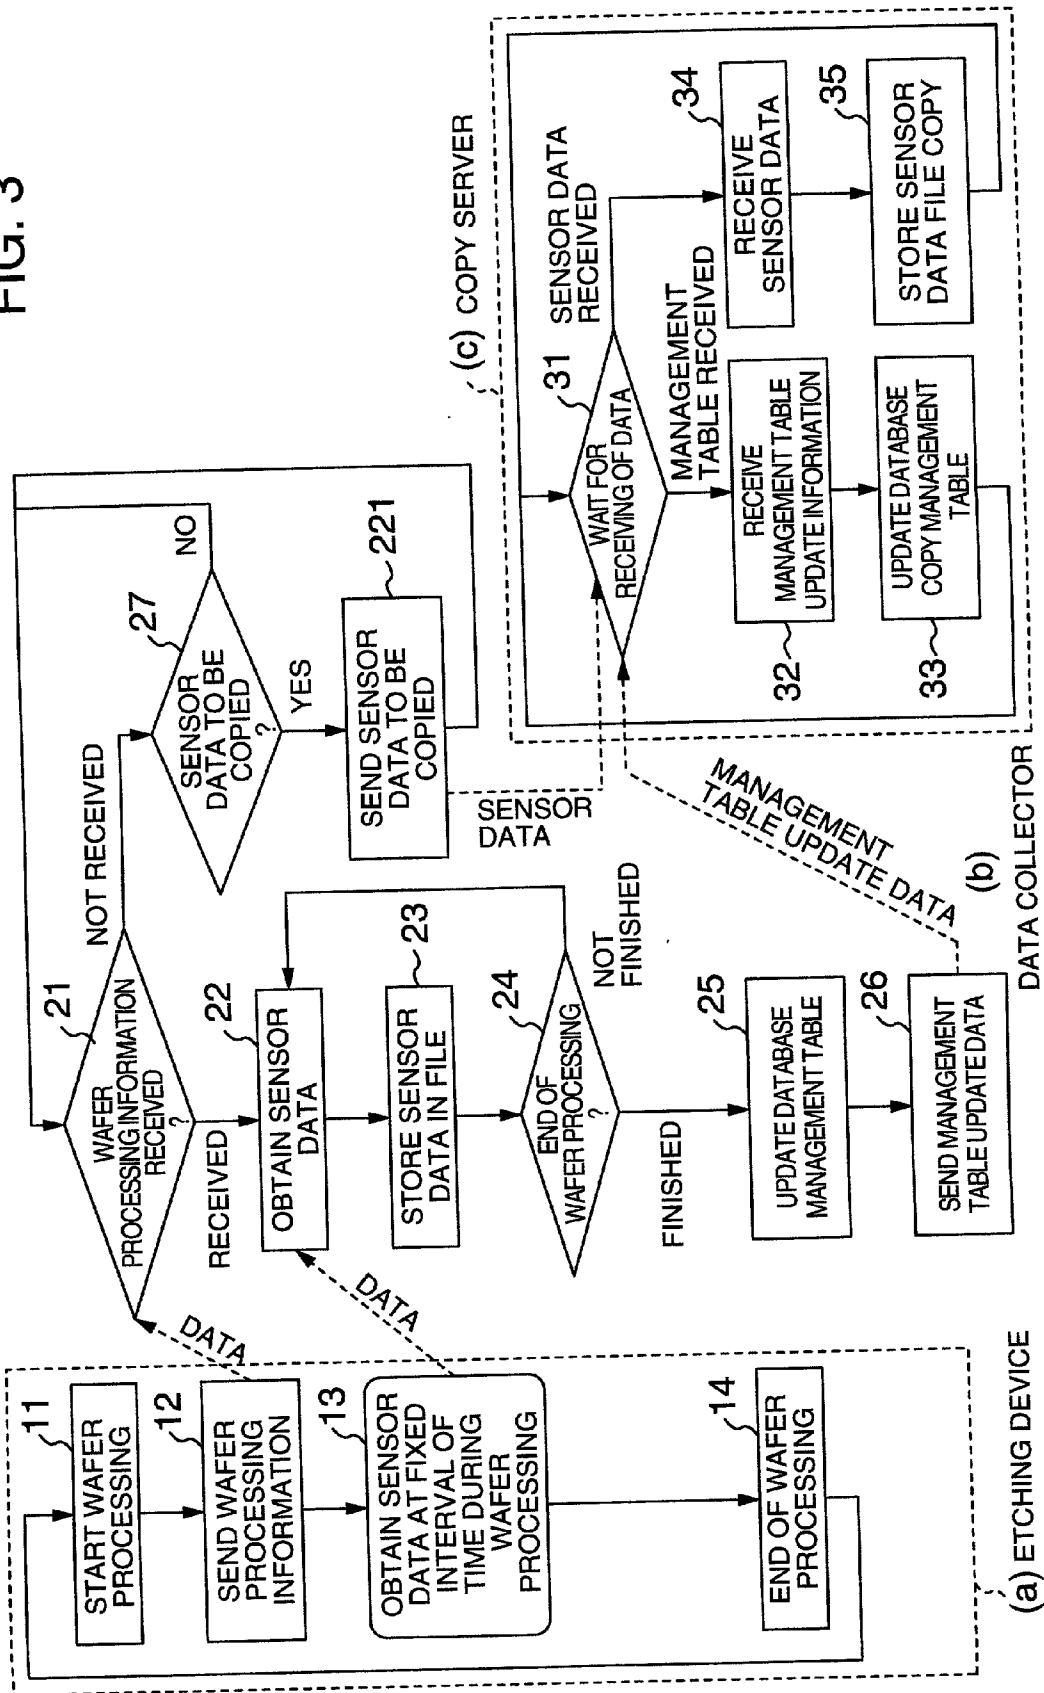 FIG. 3
11
START WAFER
PROCESSING
12
SEND WAFER
PROCESSING
INFORMATION
13
OBTAIN SENSOR
DATA AT FIXED
INTERVAL OF
TIME DURING
WAFER
PROCESSING
14
END OF WAFER
PROCESSING
(a) ETCHING DEVICE
DATA
DATA
21
WAFER
PROCESSING INFORMATION
RECEIVED
?
NOT RECEIVED
RECEIVED
22
OBTAIN SENSOR
DATA
23
STORE SENSOR
DATA IN FILE
24
END OF
WAFER PROCESSING
?
NOT
FINISHED
FINISHED
25
UPDATE DATABASE
MANAGEMENT TABLE
26
SEND MANAGEMENT
TABLE UPDATE DATA
27
SENSOR
DATA TO BE
COPIED
?
NO
YES
221
SEND SENSOR
DATA TO BE
COPIED
SENSOR
DATA
MANAGEMENT
TABLE UPDATE DATA
(b)
DATA COLLECTOR
(c) COPY SERVER
31
WAIT FOR
RECEIVING OF DATA
SENSOR DATA
RECEIVED
MANAGEMENT
TABLE RECEIVED
32
RECEIVE
MANAGEMENT TABLE
UPDATE INFORMATION
33
UPDATE DATABASE
COPY MANAGEMENT
TABLE
34
RECEIVE
SENSOR DATA
35
STORE SENSOR
DATA FILE COPY